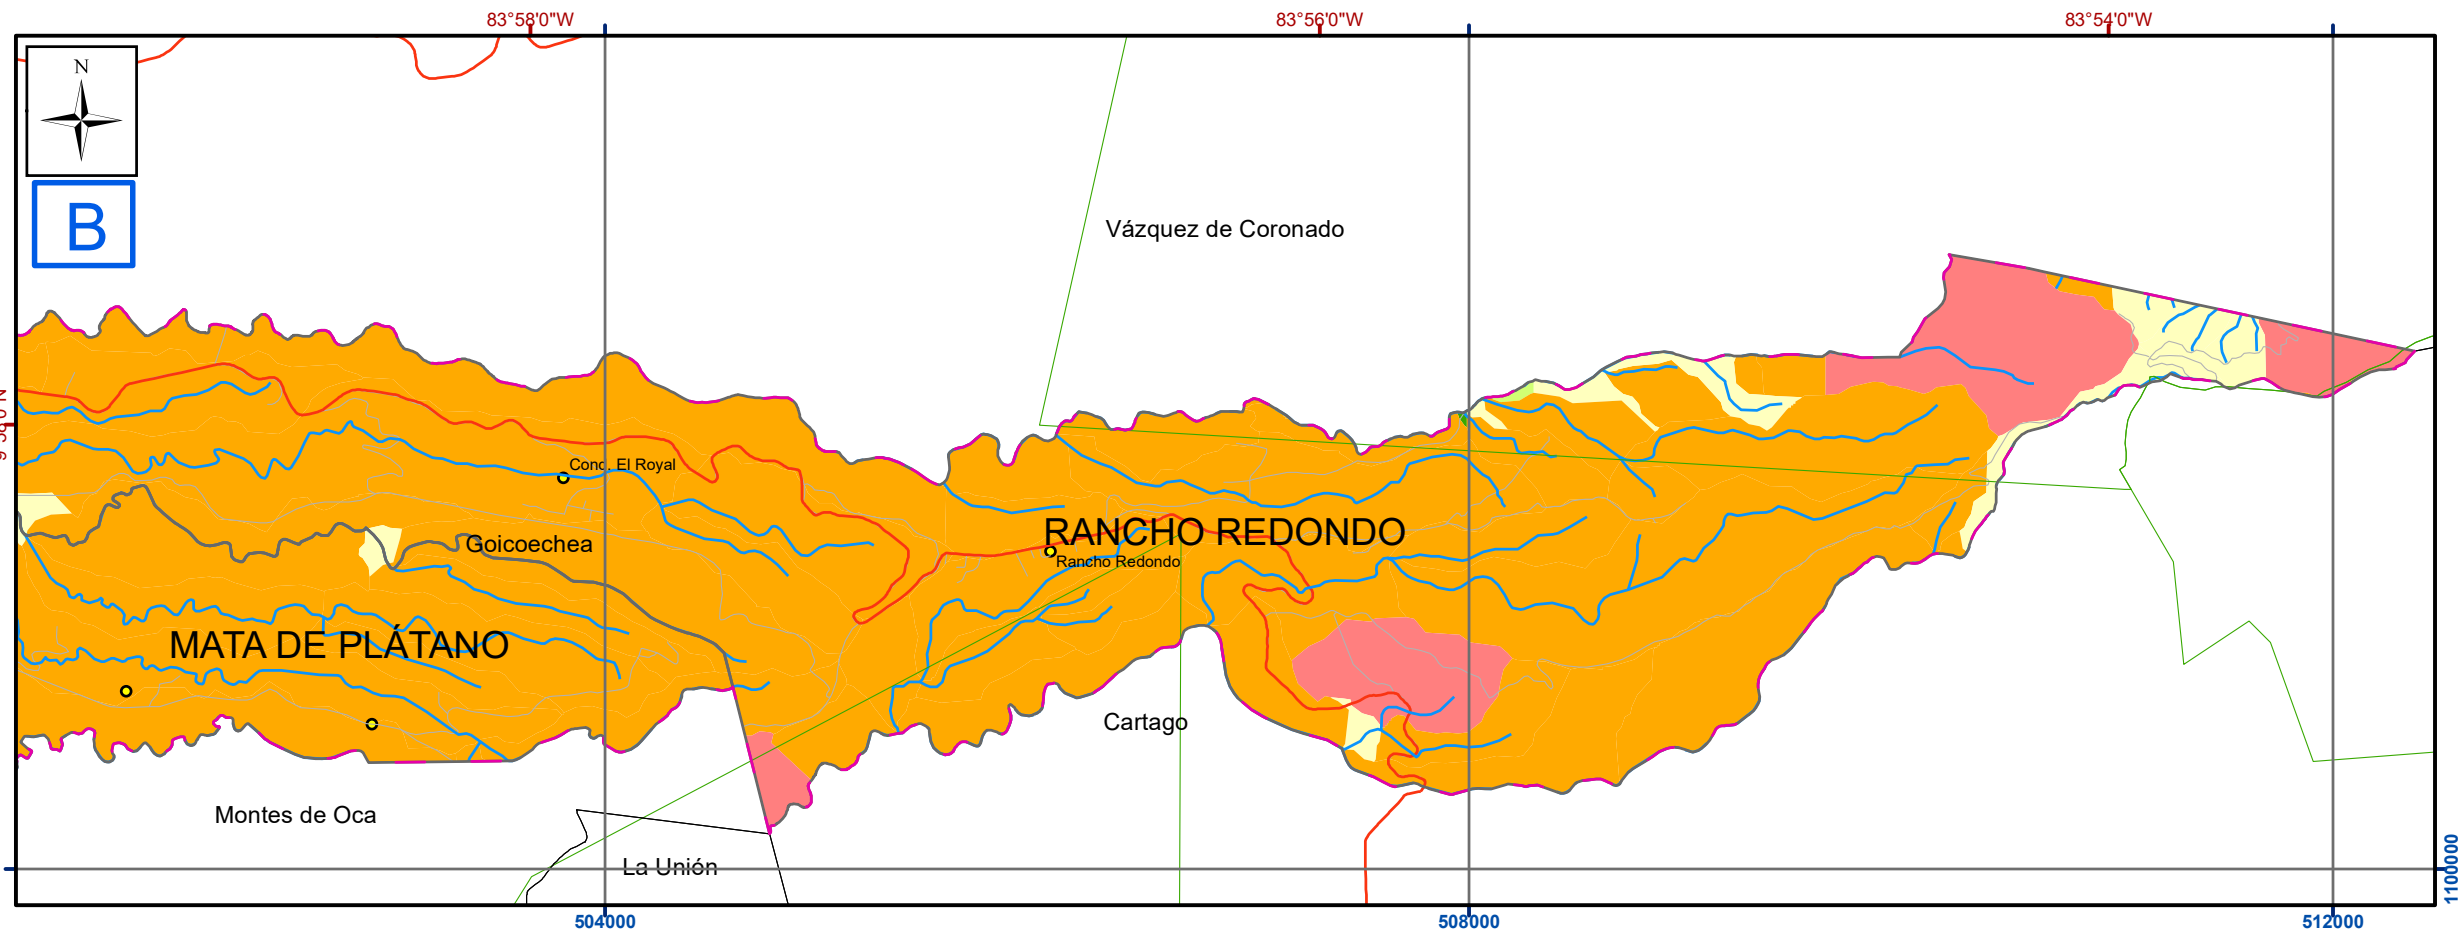 83°58'0"W
83°56'0"W
83°54'0"W
N
B
Vázquez de Coronado
Cond. El Royal
Goicoechea
RANCHO REDONDO
Rancho Redondo
MATA DE PLÁTANO
Cartago
Montes de Oca
La Unión
1100000
504000
508000
512000